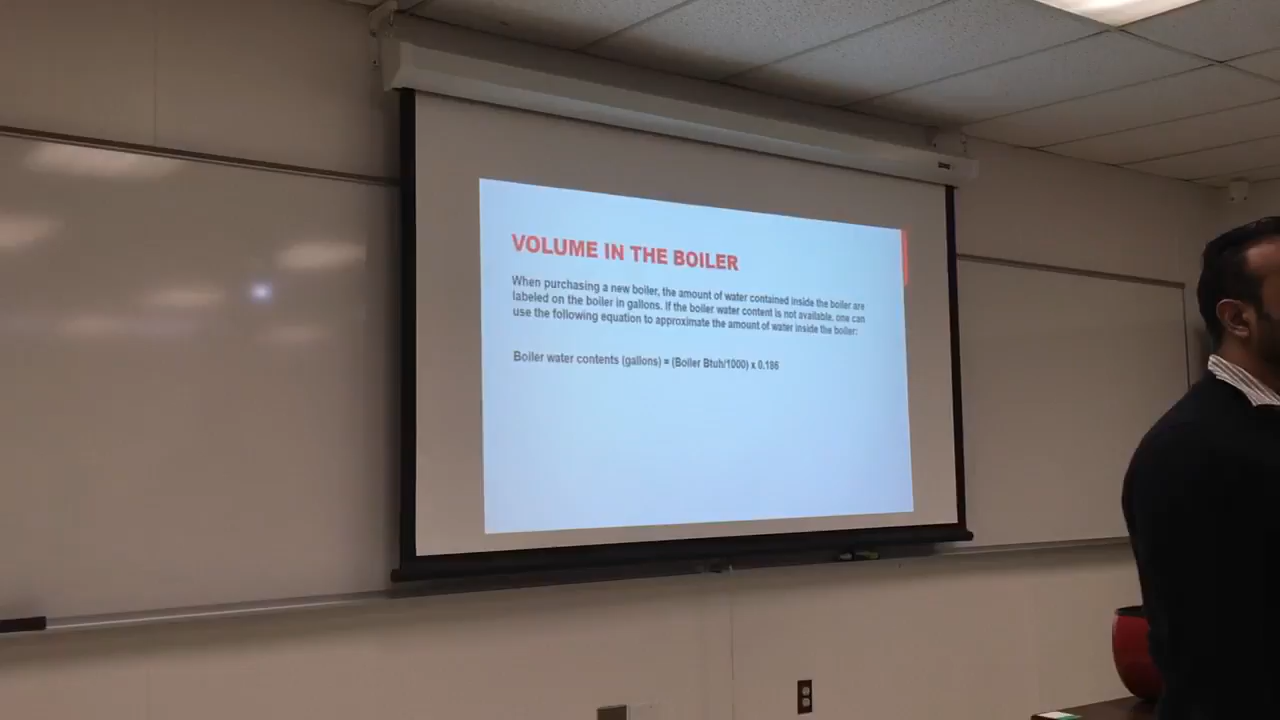 VOLUME IN THE BOILER
When purchasing a new boiler, the amount of water contained inside the boiler are
labeled on the boiler in gallons. If the boiler water content is not available, one can
use the following equation to approximate the amount of water inside the boiler:
Boiler water contents (gallons) = (Boiler Btuh/1000) x 0.186